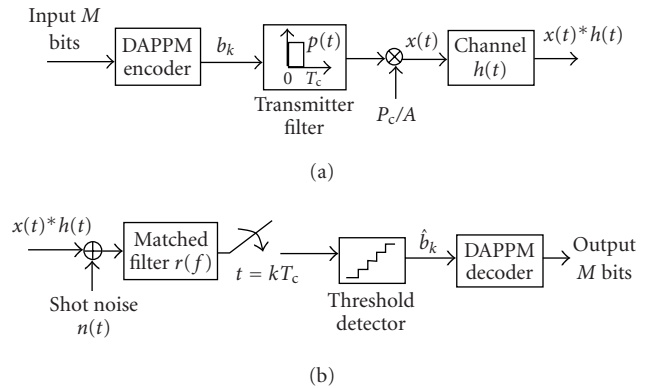 Input M
bits
DAPPM
encoder
b_k
p(t)
0 T_c
Transmitter
filter
x(t)
P_c/A
Channel
h(t)
x(t)*h(t)
(a)
x(t)*h(t)
Shot noise
n(t)
Matched
filter r(f)
t = kT_c
Threshold
detector
b̂_k
DAPPM
decoder
Output
M bits
(b)